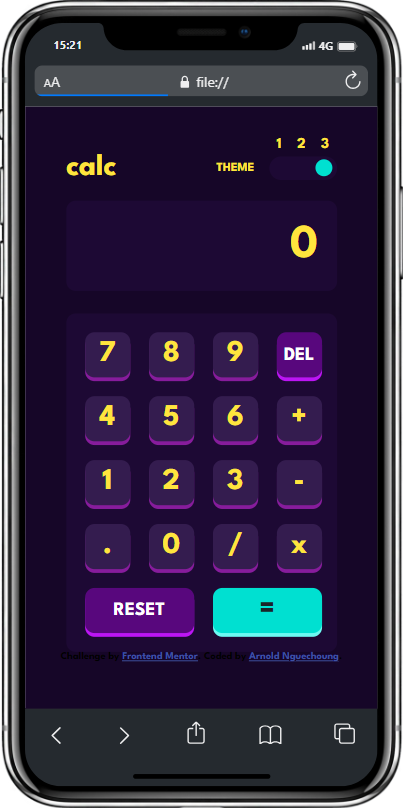 15:21 4G
AA file://
1 2 3
calc THEME
0
7 8 9 DEL
4 5 6 +
1 2 3 -
. 0 / x
RESET =
Challenge by Frontend Mentor. Coded by Arnold Nguechoung